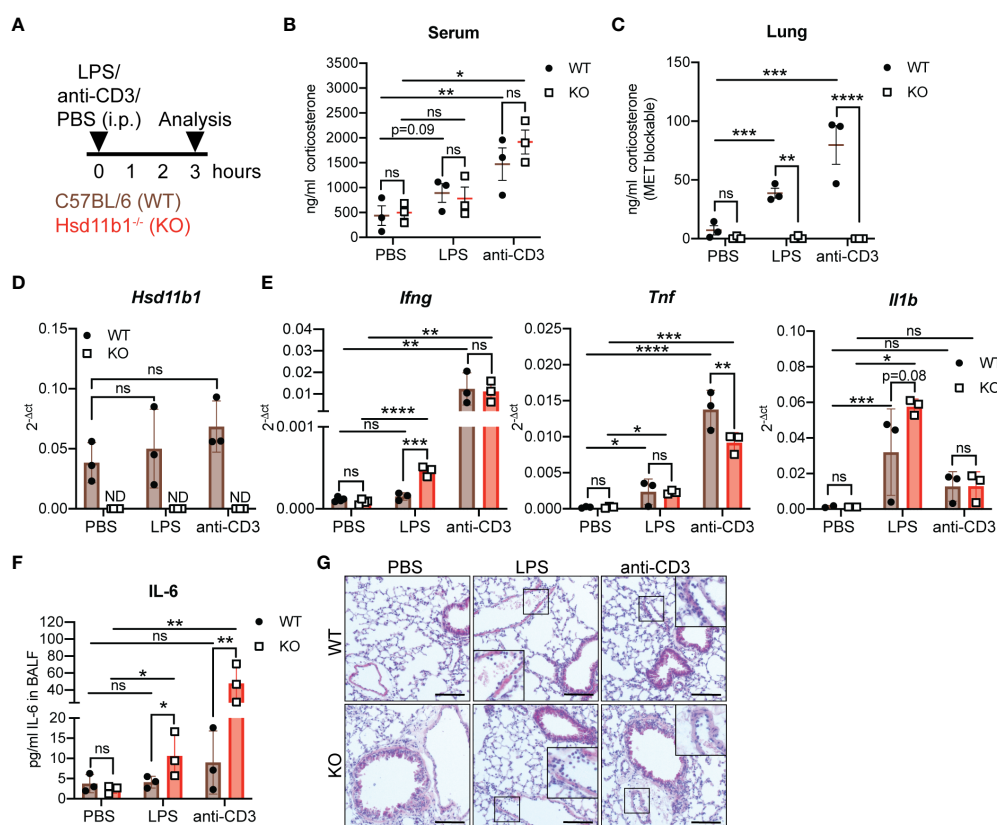 A
LPS/
anti-CD3/
PBS (i.p.)
Analysis
0 1 2 3 hours
C57BL/6 (WT)
Hsd11b1-/- (KO)
B
Serum
ng/ml corticosterone
3500
3000
2500
2000
1500
1000
500
0
*
**
ns
p=0.09
ns
ns
ns
PBS LPS anti-CD3
WT
KO
C
Lung
ng/ml corticosterone
(MET blockable)
150
100
50
0
***
****
***
**
ns
PBS LPS anti-CD3
WT
KO
D
Hsd11b1
2-Δct
0.15
0.10
0.05
0.00
WT
KO
ns
ns
ND ND ND
PBS LPS anti-CD3
E
Ifng
2-Δct
0.04
0.03
0.02
0.01
0.001
0.000
**
**
ns
****
ns
***
ns
PBS LPS anti-CD3
Tnf
2-Δct
0.025
0.020
0.015
0.010
0.005
0.000
***
****
**
*
*
ns
ns
PBS LPS anti-CD3
Il1b
2-Δct
0.10
0.08
0.06
0.04
0.02
0.00
ns
ns
*
p=0.08
***
ns
ns
PBS LPS anti-CD3
WT
KO
F
IL-6
pg/ml IL-6 in BALF
120
100
80
60
40
20
20
15
10
5
0
**
ns
**
*
ns
*
ns
PBS LPS anti-CD3
WT
KO
G
PBS LPS anti-CD3
WT
KO